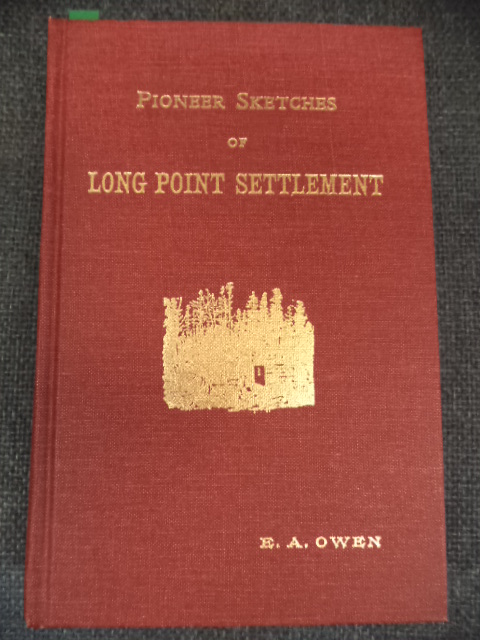 PIONEER SKETCHES
OF
LONG POINT SETTLEMENT
E. A. OWEN